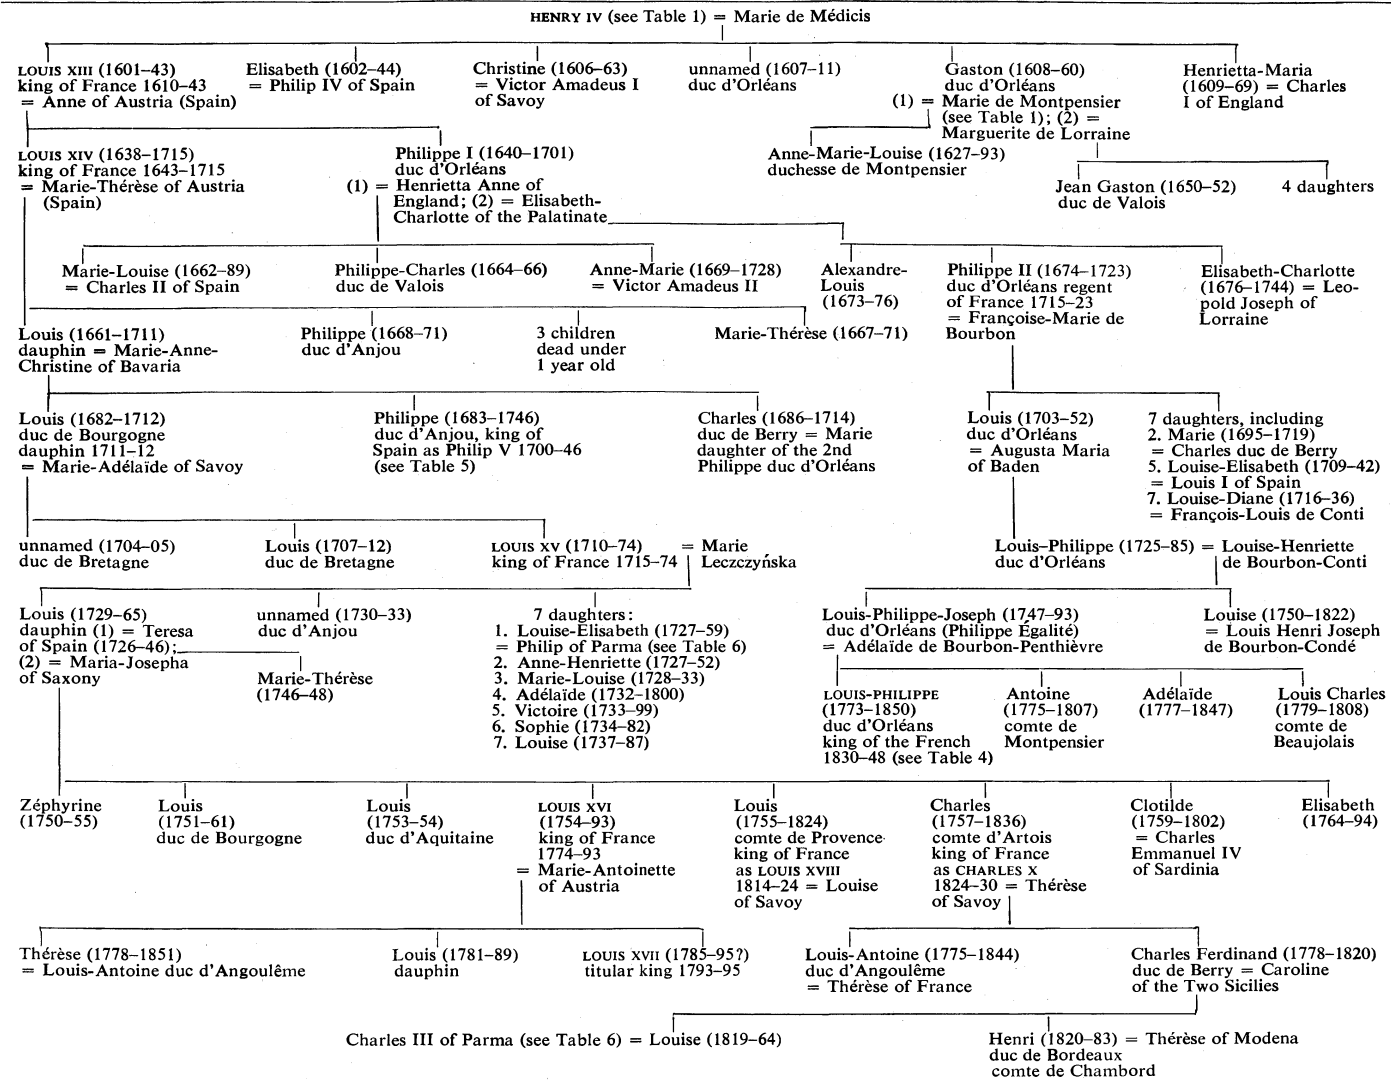 HENRY IV (see Table 1) = Marie de Médicis
LOUIS XIII (1601–43)
king of France 1610–43
= Anne of Austria (Spain)
Elisabeth (1602–44)
= Philip IV of Spain
Christine (1606–63)
= Victor Amadeus I
of Savoy
unnamed (1607–11)
duc d'Orléans
Gaston (1608–60)
duc d'Orléans
(1) = Marie de Montpensier
(see Table 1); (2) =
Marguerite de Lorraine
Henrietta-Maria
(1609–69) = Charles
I of England
LOUIS XIV (1638–1715)
king of France 1643–1715
= Marie-Thérèse of Austria
(Spain)
Philippe I (1640–1701)
duc d'Orléans
(1) = Henrietta Anne of
England; (2) = Elisabeth-
Charlotte of the Palatinate
Anne-Marie-Louise (1627–93)
duchesse de Montpensier
Jean Gaston (1650–52)
duc de Valois
4 daughters
Marie-Louise (1662–89)
= Charles II of Spain
Philippe-Charles (1664–66)
duc de Valois
Anne-Marie (1669–1728)
= Victor Amadeus II
Alexandre-
Louis
(1673–76)
Philippe II (1674–1723)
duc d'Orléans regent
of France 1715–23
= Françoise-Marie de
Bourbon
Elisabeth-Charlotte
(1676–1744) = Leo-
pold Joseph of
Lorraine
Louis (1661–1711)
dauphin = Marie-Anne-
Christine of Bavaria
Philippe (1668–71)
duc d'Anjou
3 children
dead under
1 year old
Marie-Thérèse (1667–71)
Louis (1682–1712)
duc de Bourgogne
dauphin 1711–12
= Marie-Adélaïde of Savoy
Philippe (1683–1746)
duc d'Anjou, king of
Spain as Philip V 1700–46
(see Table 5)
Charles (1686–1714)
duc de Berry = Marie
daughter of the 2nd
Philippe duc d'Orléans
Louis (1703–52)
duc d'Orléans
= Augusta Maria
of Baden
7 daughters, including
2. Marie (1695–1719)
= Charles duc de Berry
5. Louise-Elisabeth (1709–42)
= Louis I of Spain
7. Louise-Diane (1716–36)
= François-Louis de Conti
unnamed (1704–05)
duc de Bretagne
Louis (1707–12)
duc de Bretagne
LOUIS XV (1710–74)
king of France 1715–74
= Marie
Leczczyńska
Louis-Philippe (1725–85) = Louise-Henriette
duc d'Orléans
de Bourbon-Conti
Louis (1729–65)
dauphin (1) = Teresa
of Spain (1726–46);
(2) = Maria-Josepha
of Saxony
unnamed (1730–33)
duc d'Anjou
Marie-Thérèse
(1746–48)
7 daughters:
1. Louise-Elisabeth (1727–59)
= Philip of Parma (see Table 6)
2. Anne-Henriette (1727–52)
3. Marie-Louise (1728–33)
4. Adélaïde (1732–1800)
5. Victoire (1733–99)
6. Sophie (1734–82)
7. Louise (1737–87)
Louis-Philippe-Joseph (1747–93)
duc d'Orléans (Philippe Égalité)
= Adélaïde de Bourbon-Penthièvre
Louise (1750–1822)
= Louis Henri Joseph
de Bourbon-Condé
LOUIS-PHILIPPE
(1773–1850)
duc d'Orléans
king of the French
1830–48 (see Table 4)
Antoine
(1775–1807)
comte de
Montpensier
Adélaïde
(1777–1847)
Louis Charles
(1779–1808)
comte de
Beaujolais
Zéphyrine
(1750–55)
Louis
(1751–61)
duc de Bourgogne
Louis
(1753–54)
duc d'Aquitaine
LOUIS XVI
(1754–93)
king of France
1774–93
= Marie-Antoinette
of Austria
Louis
(1755–1824)
comte de Provence
king of France
as LOUIS XVIII
1814–24 = Louise
of Savoy
Charles
(1757–1836)
comte d'Artois
king of France
as CHARLES X
1824–30 = Thérèse
of Savoy
Clotilde
(1759–1802)
= Charles
Emmanuel IV
of Sardinia
Elisabeth
(1764–94)
Thérèse (1778–1851)
= Louis-Antoine duc d'Angoulême
Louis (1781–89)
dauphin
LOUIS XVII (1785–95?)
titular king 1793–95
Louis-Antoine (1775–1844)
duc d'Angoulême
= Thérèse of France
Charles Ferdinand (1778–1820)
duc de Berry = Caroline
of the Two Sicilies
Charles III of Parma (see Table 6) = Louise (1819–64)
Henri (1820–83) = Thérèse of Modena
duc de Bordeaux
comte de Chambord